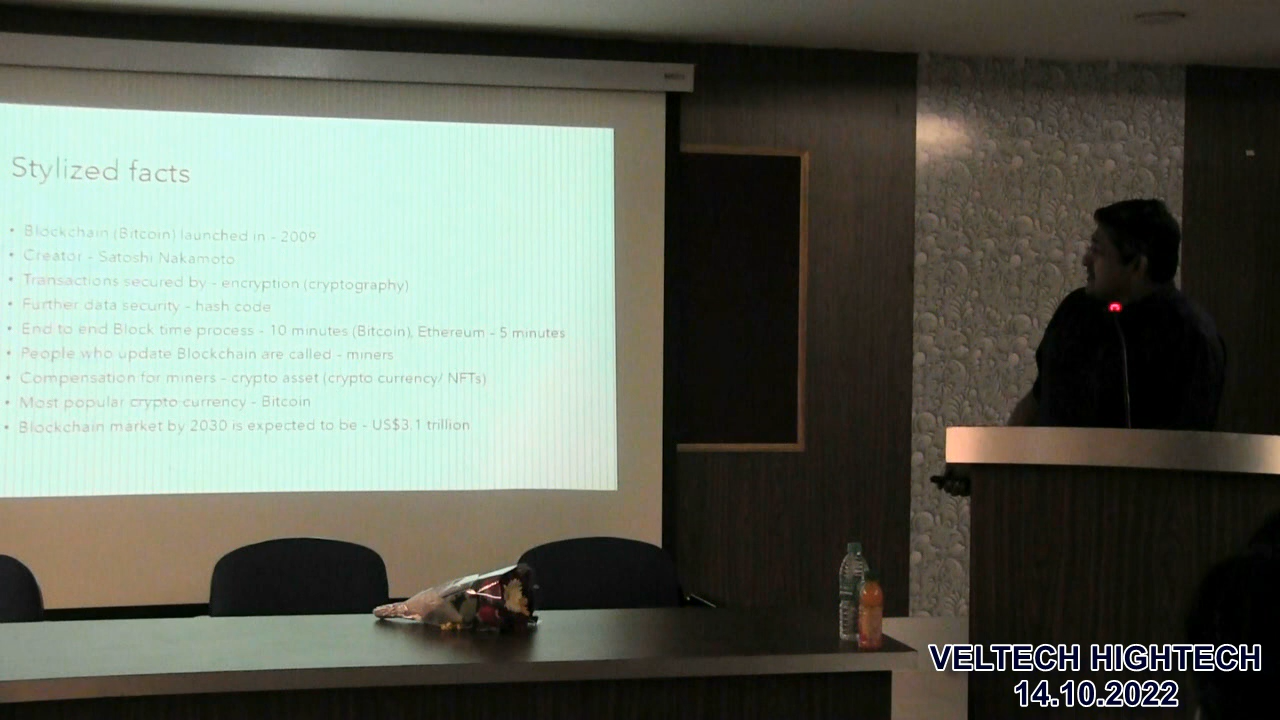 Stylized facts
• Blockchain (Bitcoin) launched in - 2009
• Creator - Satoshi Nakamoto
• Transactions secured by - encryption (cryptography)
• Further data security - hash code
• End to end Block time process - 10 minutes (Bitcoin), Ethereum - 5 minutes
• People who update Blockchain are called - miners
• Compensation for miners - crypto asset (crypto currency/ NFTs)
• Most popular crypto currency - Bitcoin
• Blockchain market by 2030 is expected to be - US$3.1 trillion
VELTECH HIGHTECH
14.10.2022